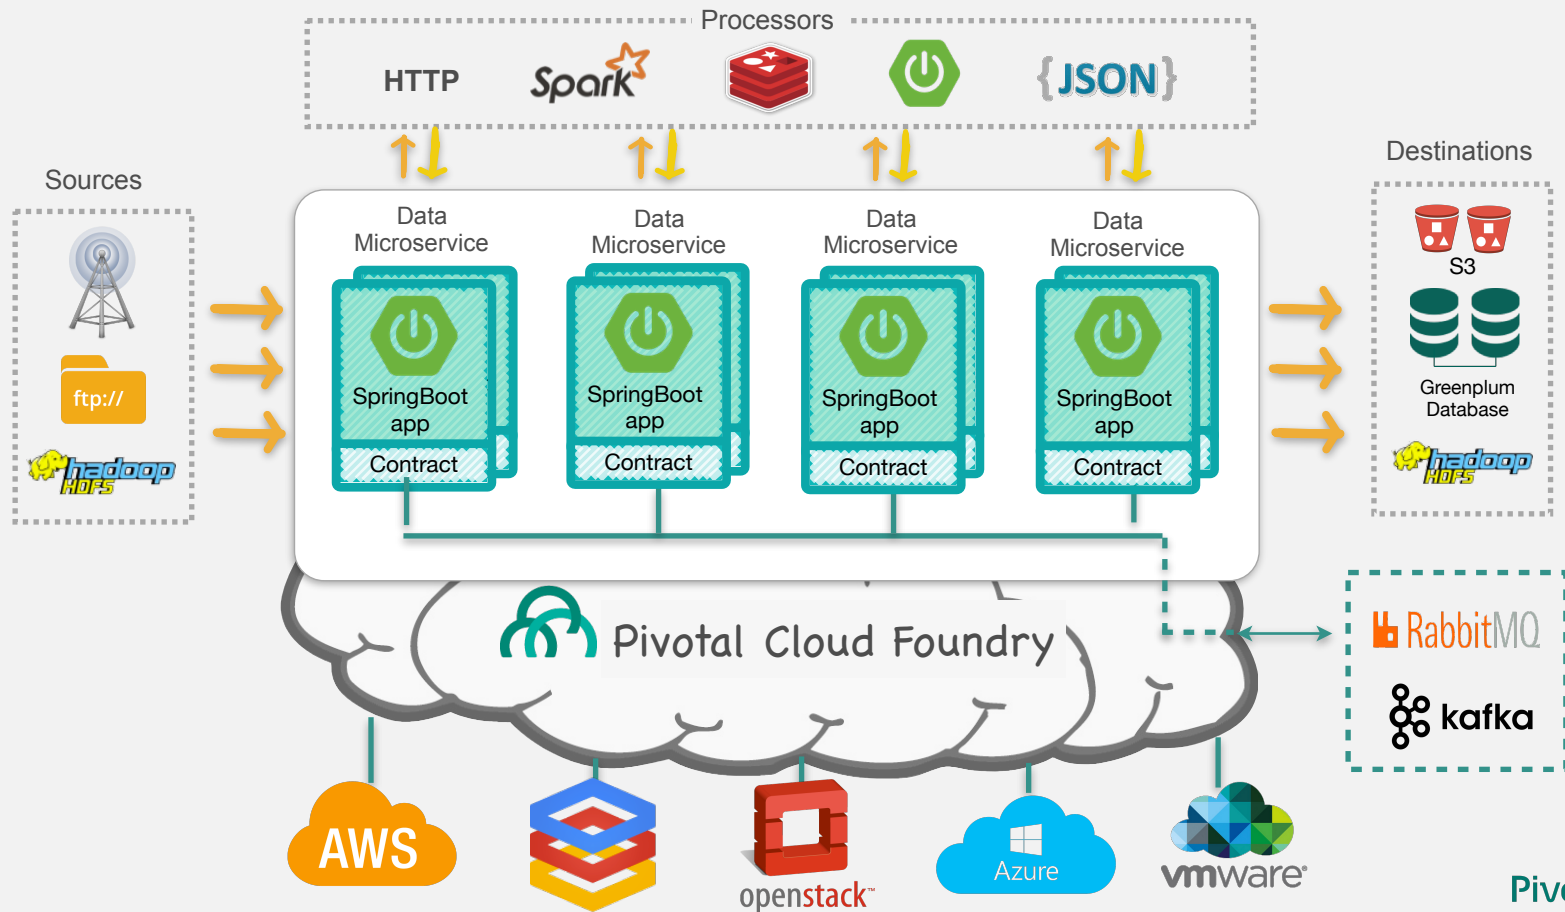 Processors
HTTP
Spark
{JSON}
Sources
ftp://
hadoop
HDFS
Data
Microservice
SpringBoot
app
Contract
Data
Microservice
SpringBoot
app
Contract
Data
Microservice
SpringBoot
app
Contract
Data
Microservice
SpringBoot
app
Contract
Destinations
S3
Greenplum
Database
hadoop
HDFS
Pivotal Cloud Foundry
RabbitMQ
kafka
AWS
openstack™
Azure
vmware®